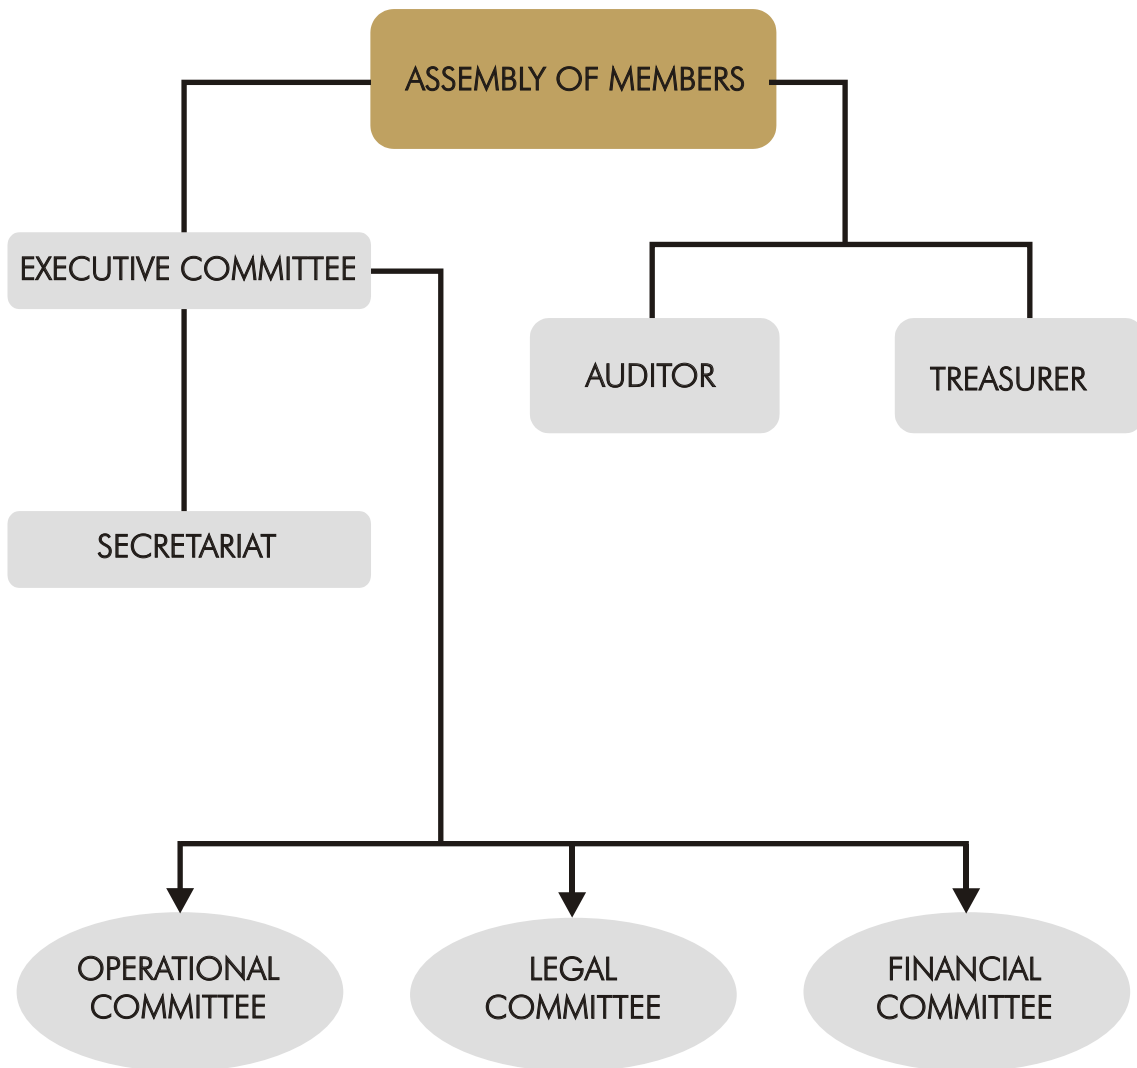 ASSEMBLY OF MEMBERS
EXECUTIVE COMMITTEE
AUDITOR
TREASURER
SECRETARIAT
OPERATIONAL
COMMITTEE
LEGAL
COMMITTEE
FINANCIAL
COMMITTEE